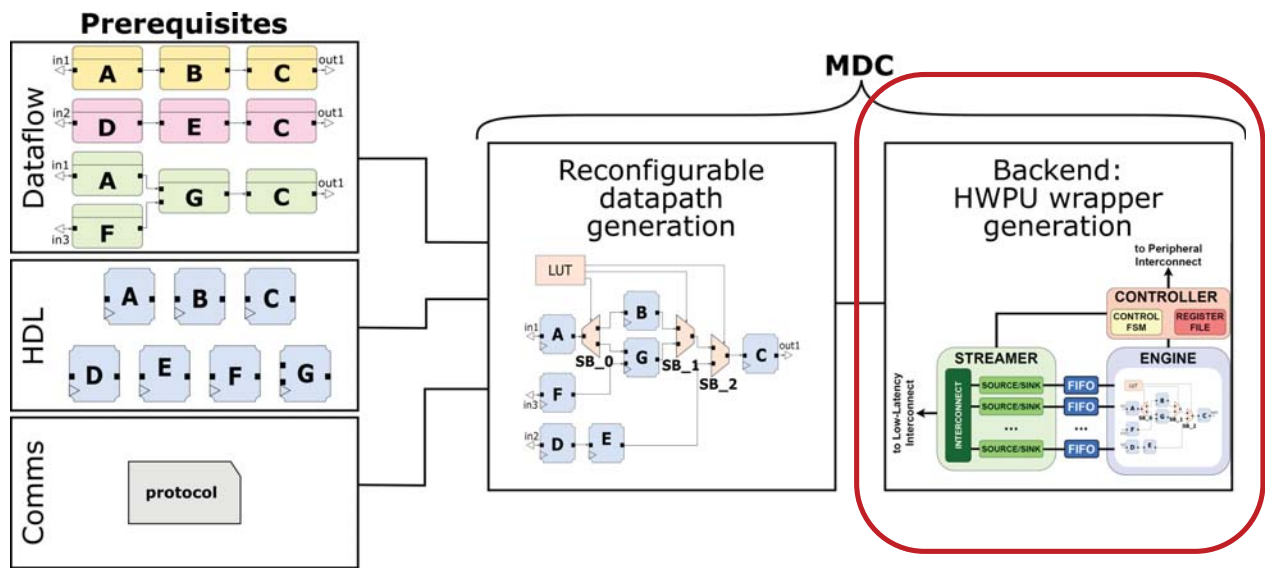 Prerequisites
Dataflow
in1
A
B
C
out1
in2
D
E
C
out1
in1
A
G
C
out1
F
in3
HDL
A
B
C
D
E
F
G
Comms
protocol
MDC
Reconfigurable
datapath
generation
LUT
in1
A
SB_0
B
G
SB_1
SB_2
C
out1
F
in3
in2
D
E
Backend:
HWPU wrapper
generation
to Peripheral
Interconnect
CONTROLLER
CONTROL
FSM
REGISTER
FILE
STREAMER
ENGINE
to Low-Latency
Interconnect
INTERCONNECT
SOURCE/SINK
FIFO
SOURCE/SINK
FIFO
...
...
SOURCE/SINK
FIFO
LUT
A
B
G
C
F
D
E